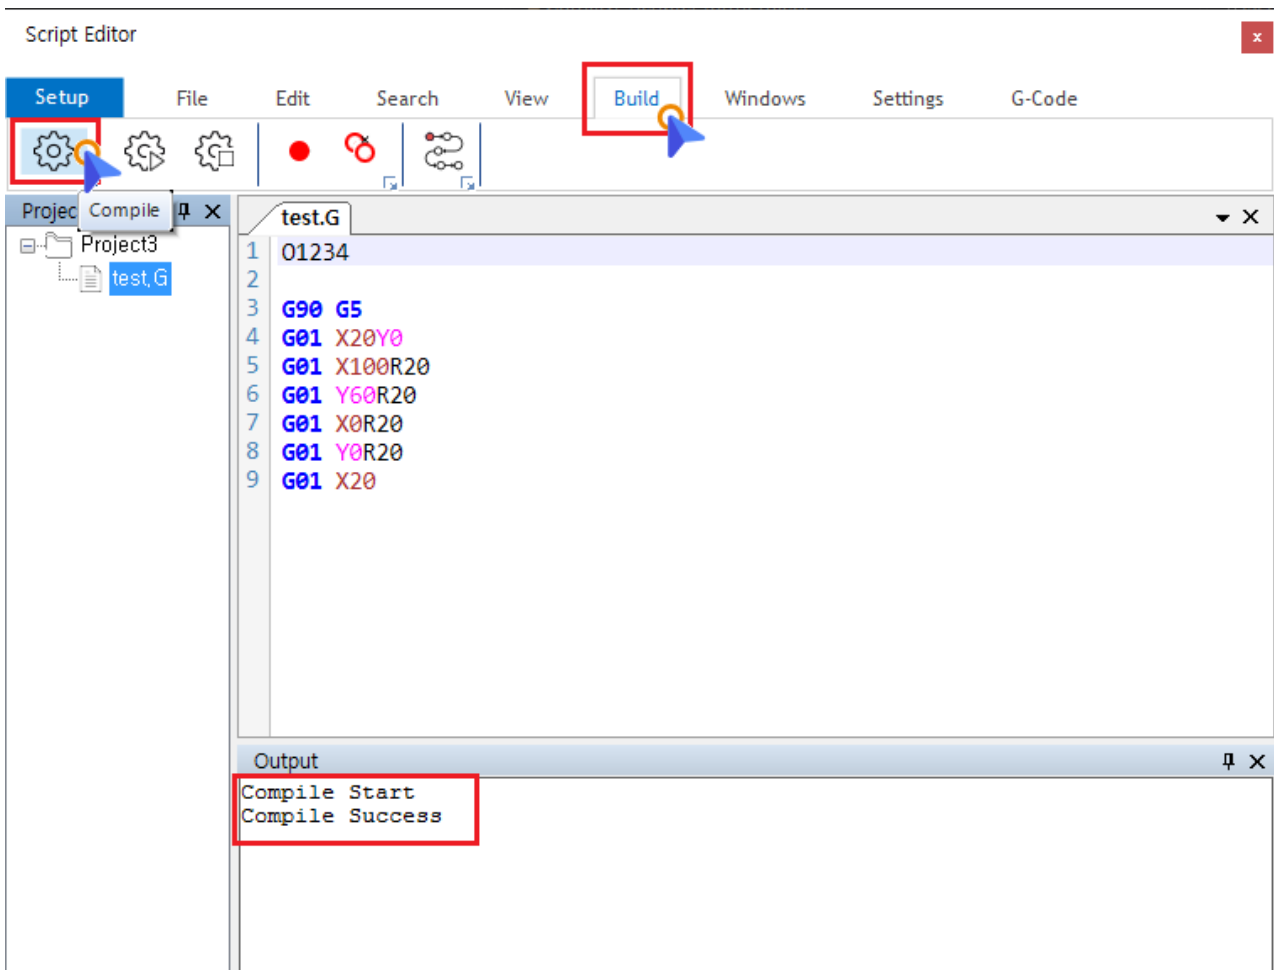 Script Editor
x
Setup File Edit Search View Build Windows Settings G-Code
Projec
Compile
Project3
test,G
test.G
1 O1234
2
3 G90 G5
4 G01 X20Y0
5 G01 X100R20
6 G01 Y60R20
7 G01 X0R20
8 G01 Y0R20
9 G01 X20
Output
Compile Start
Compile Success